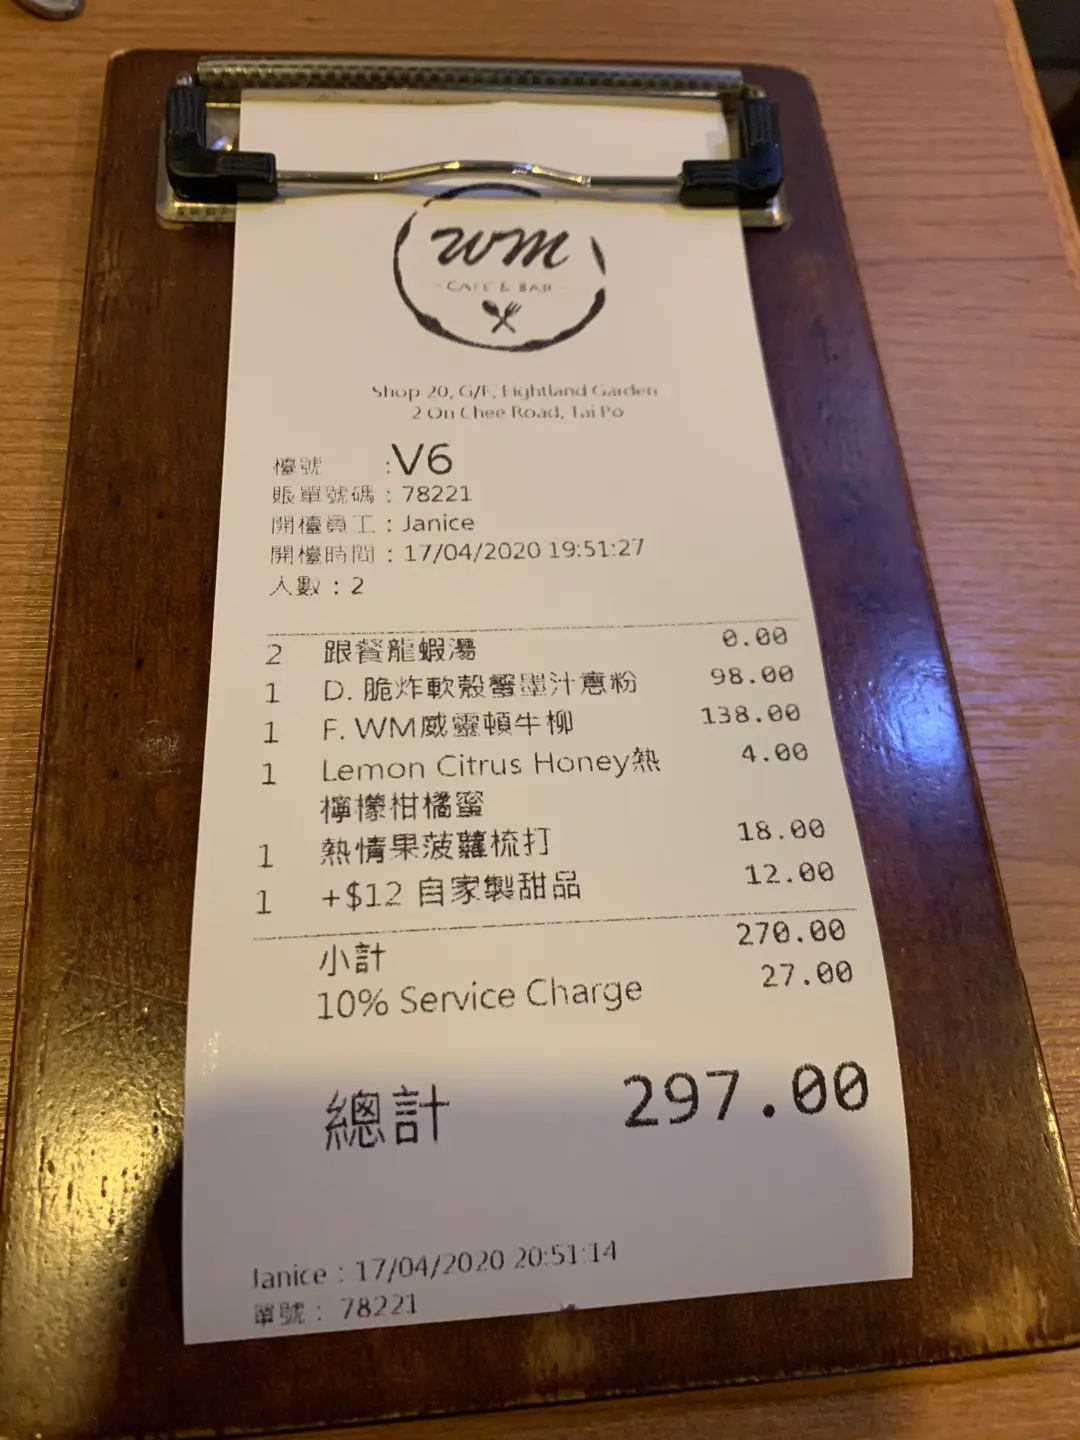 wm
CAFE & BAR
Shop 20, G/F, Fightland Garden
2 On Chee Road, Tai Po
檯號 : V6
賬單號碼 : 78221
開檯員工 : Janice
開檯時間 : 17/04/2020 19:51:27
人數 : 2
2 跟餐龍蝦湯 0.00
1 D. 脆炸軟殼蟹墨汁意粉 98.00
1 F. WM威靈頓牛柳 138.00
1 Lemon Citrus Honey熱 4.00
檸檬柑橘蜜
1 熱情果菠蘿梳打 18.00
1 +$12 自家製甜品 12.00
小計 270.00
10% Service Charge 27.00
總計 297.00
Janice : 17/04/2020 20:51:14
單號 : 78221